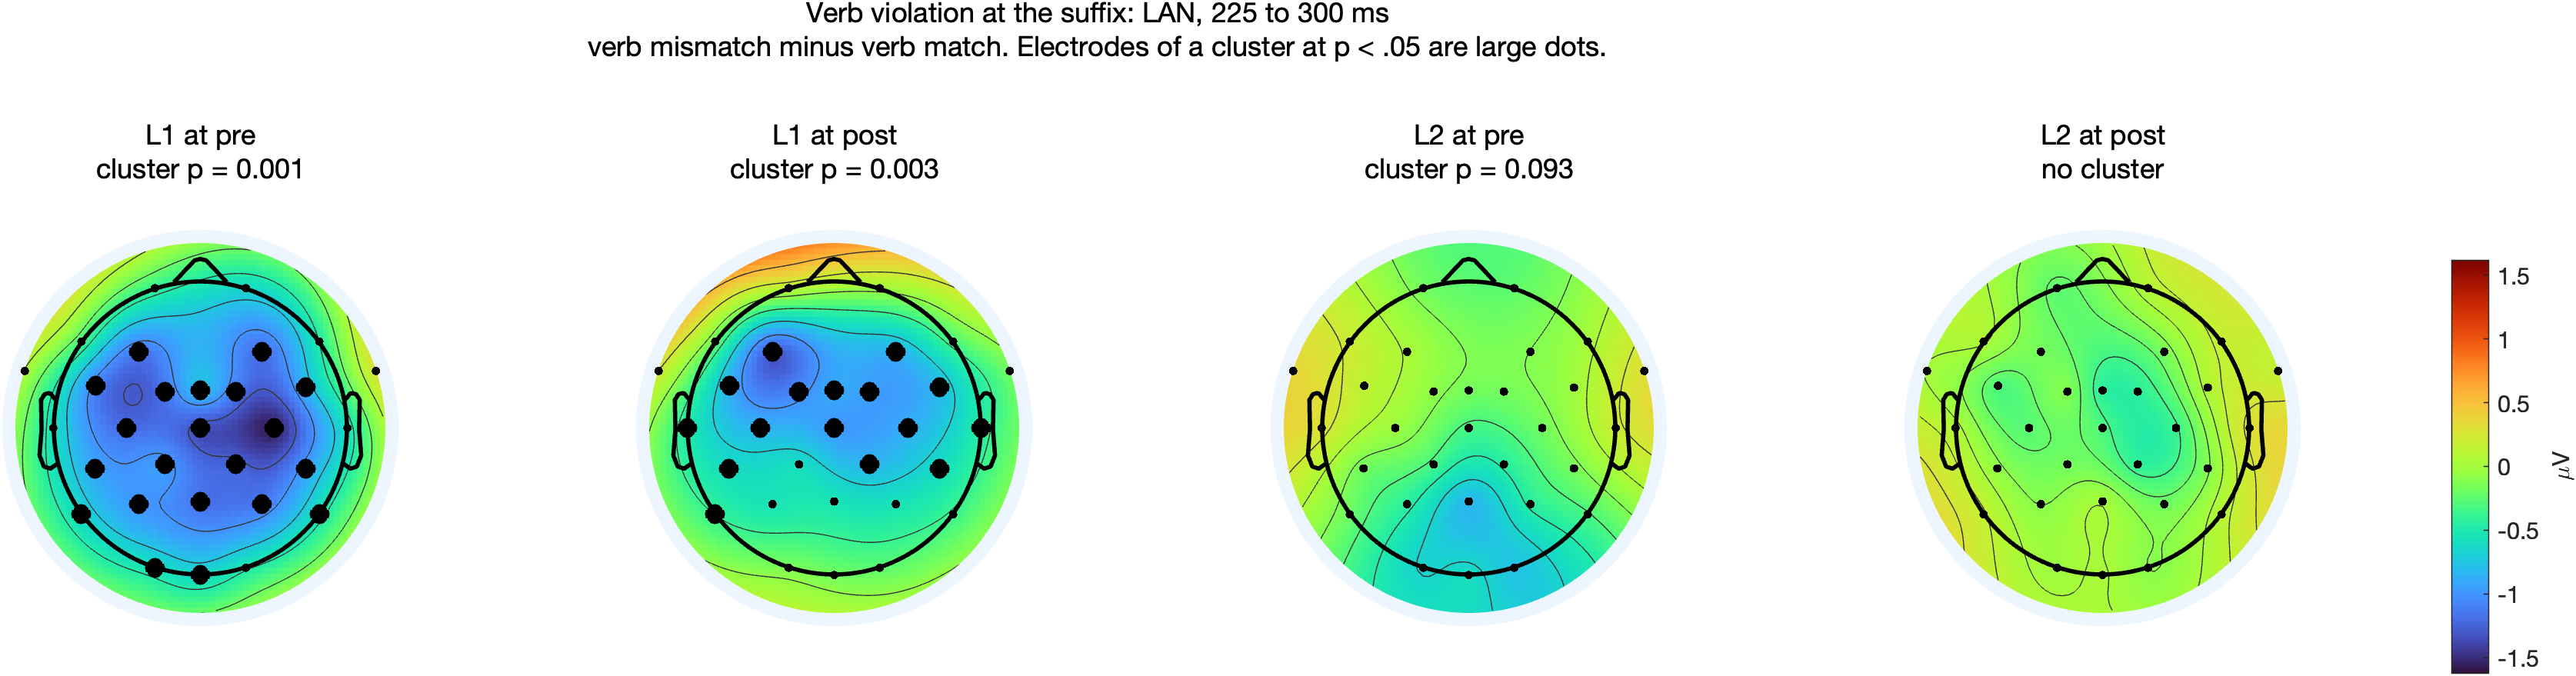 Verb violation at the suffix: LAN, 225 to 300 ms
verb mismatch minus verb match. Electrodes of a cluster at p < .05 are large dots.
L1 at pre
cluster p = 0.001
L1 at post
cluster p = 0.003
L2 at pre
cluster p = 0.093
L2 at post
no cluster
1.5
1
0.5
0
-0.5
-1
-1.5
μV